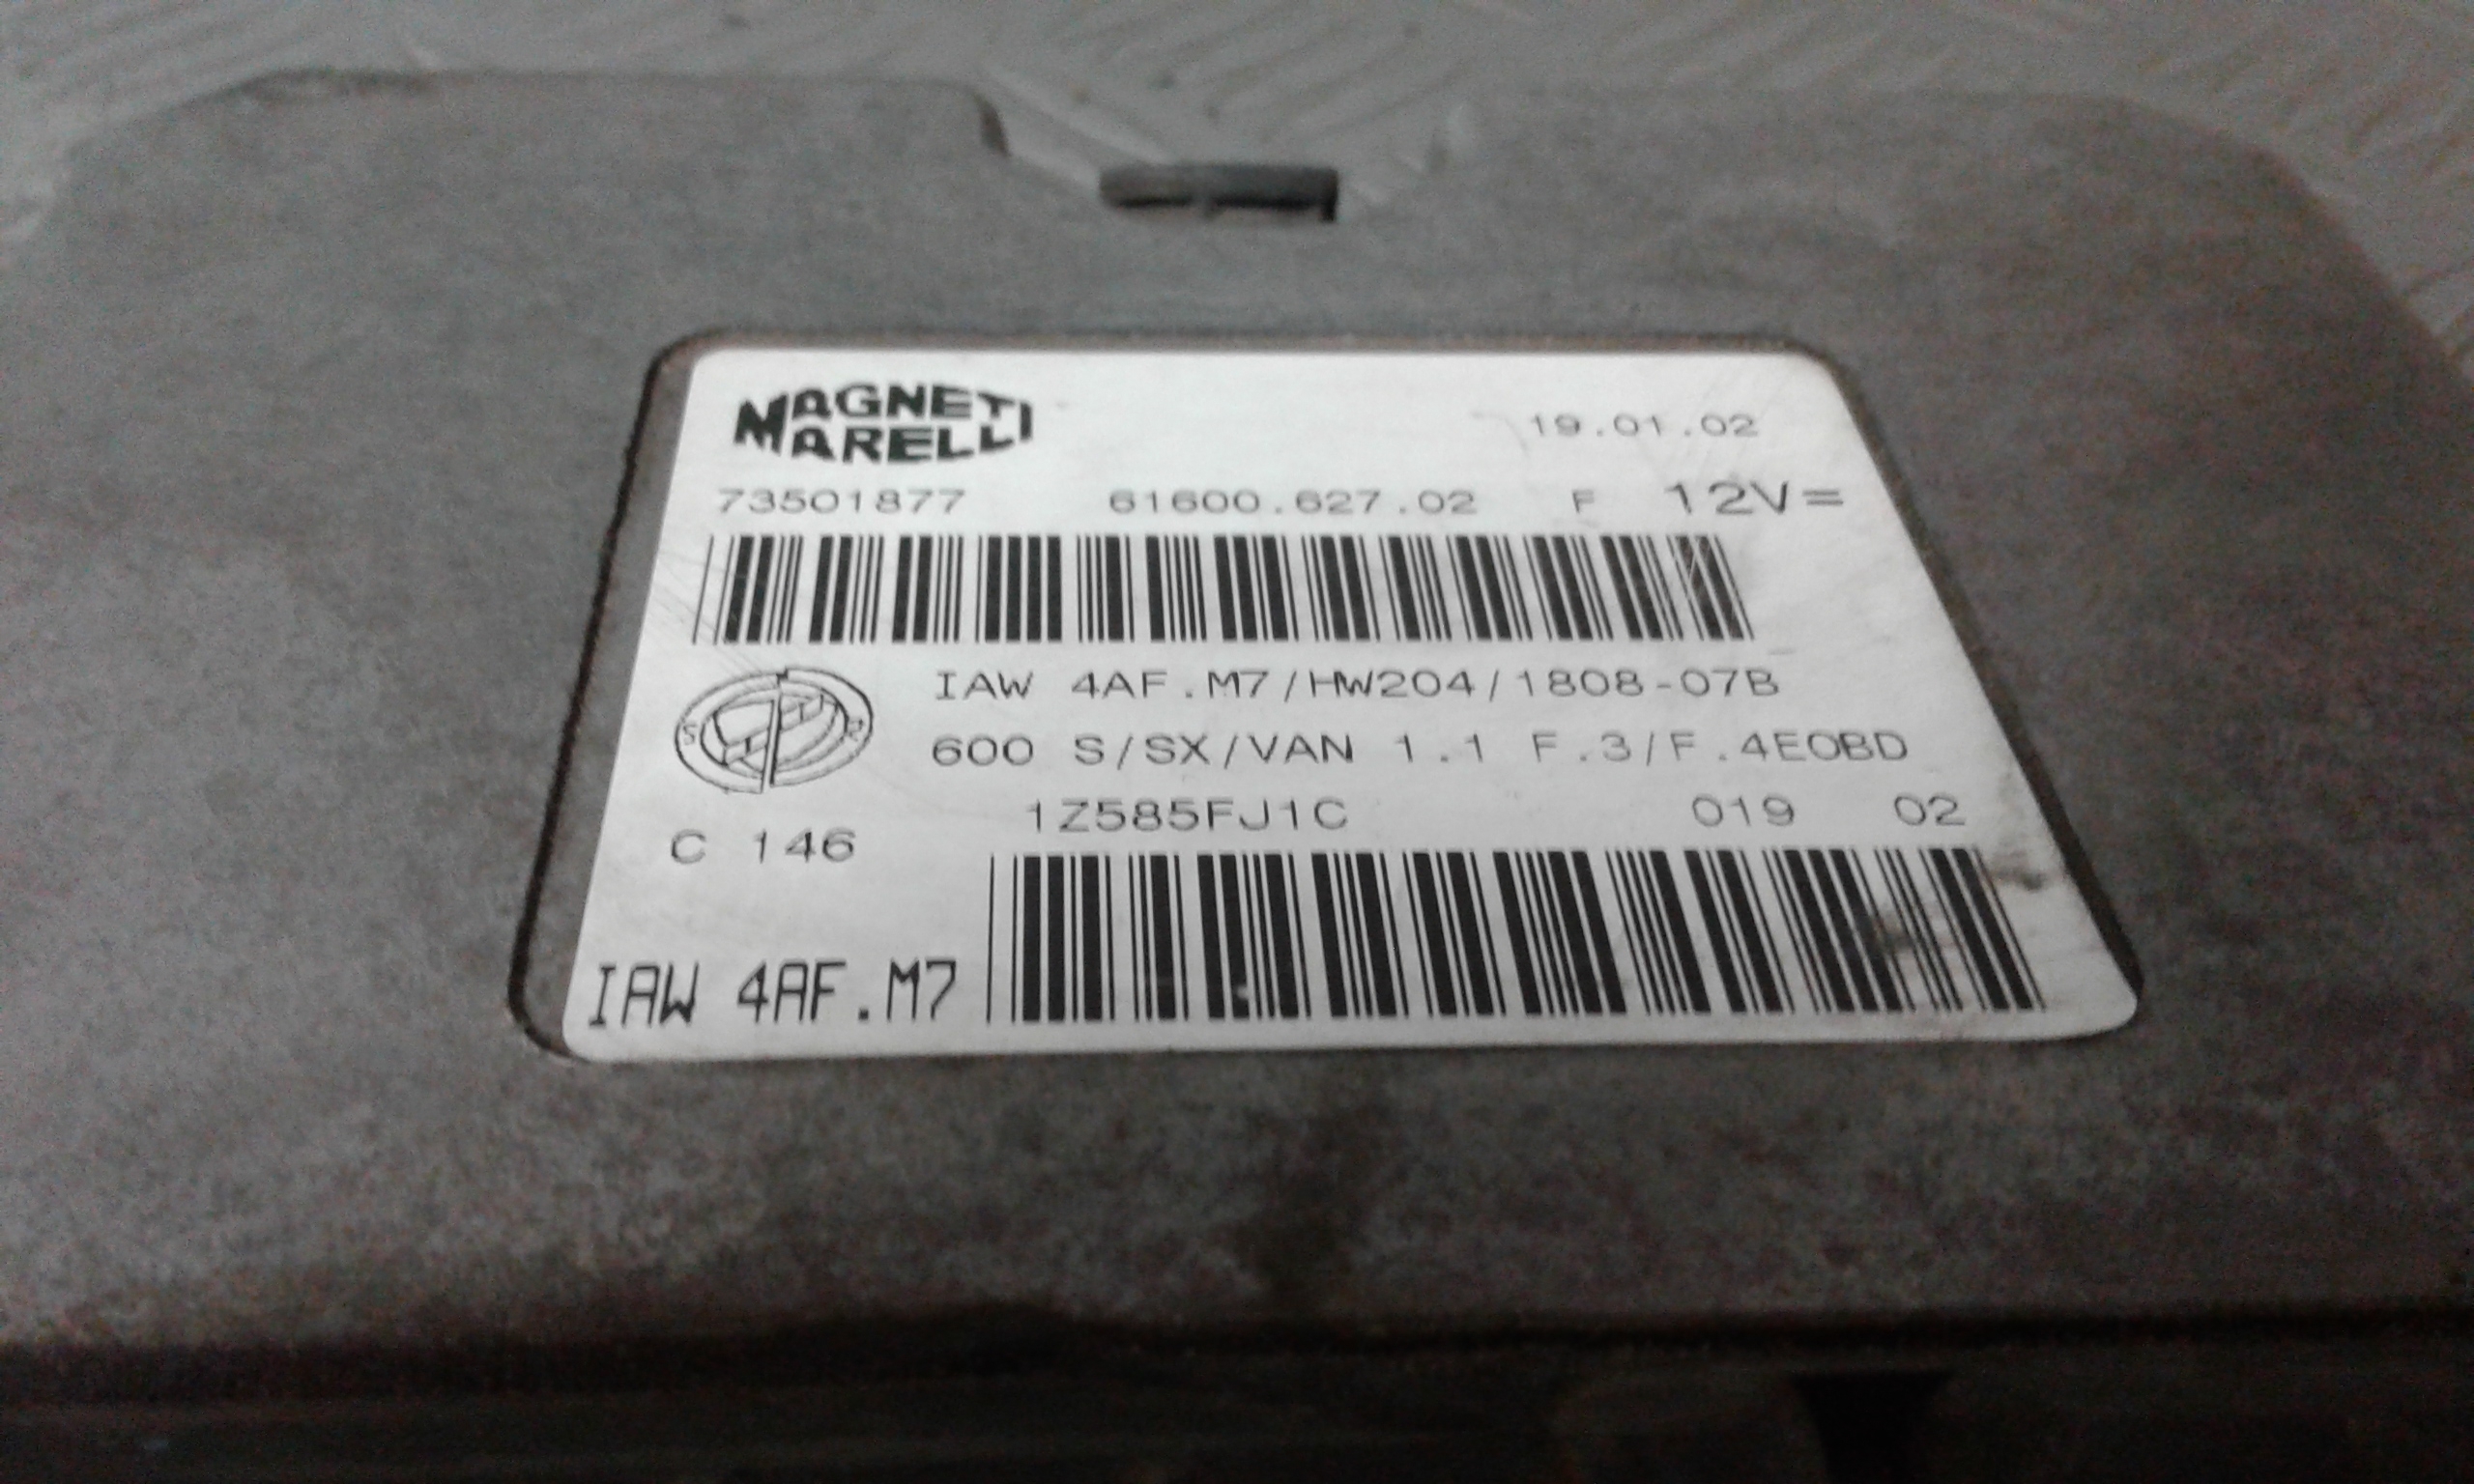 MAGNETI
MARELLI
19.01.02
73501877 61600.627.02 F 12V=
IAW 4AF.M7/HW204/1808-07B
S R
600 S/SX/VAN 1.1 F.3/F.4EOBD
1Z585FJ1C 019 02
C 146
IAW 4AF.M7